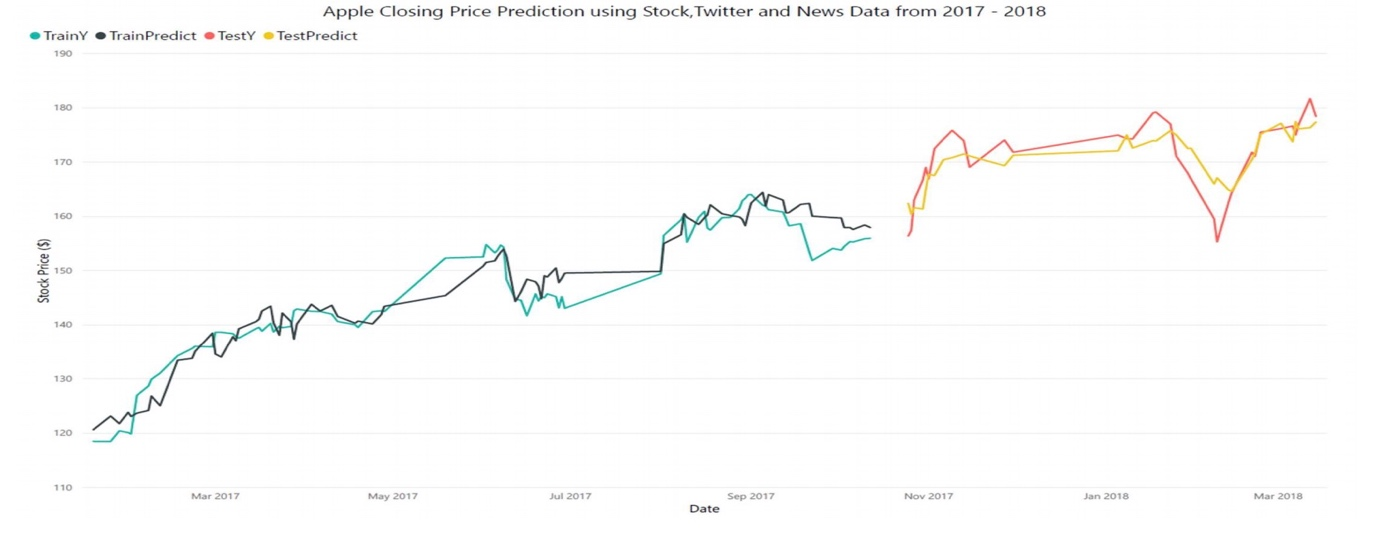 Apple Closing Price Prediction using Stock,Twitter and News Data from 2017 - 2018
TrainY TrainPredict TestY TestPredict
190
180
170
160
150
140
130
120
110
Stock Price ($)
Mar 2017 May 2017 Jul 2017 Sep 2017 Nov 2017 Jan 2018 Mar 2018
Date